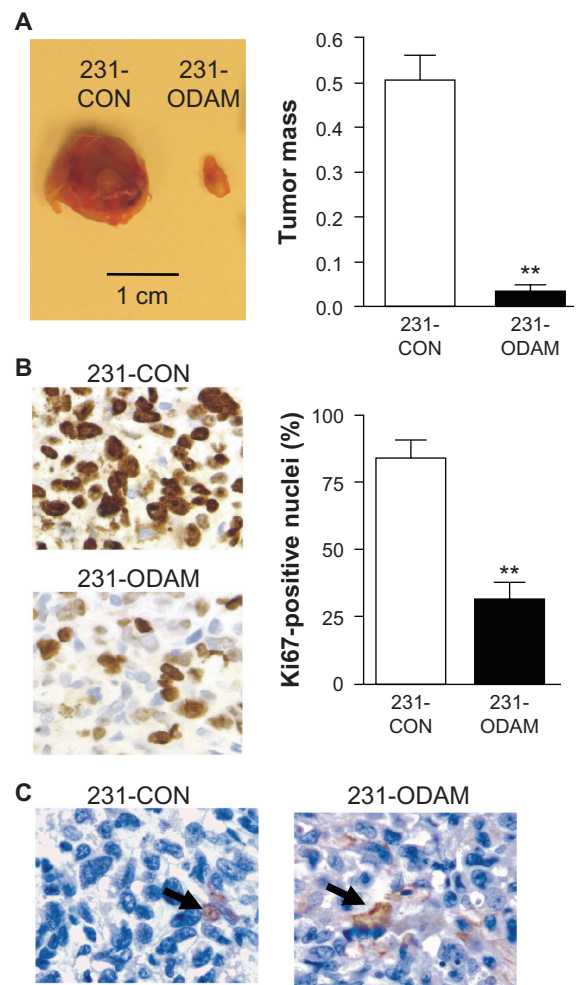 A
231-
CON
231-
ODAM
1 cm
Tumor mass
0.6
0.5
0.4
0.3
0.2
0.1
0.0
**
231-
CON
231-
ODAM
B
231-CON
231-ODAM
Ki67-positive nuclei (%)
100
75
50
25
0
**
231-
CON
231-
ODAM
C
231-CON
231-ODAM